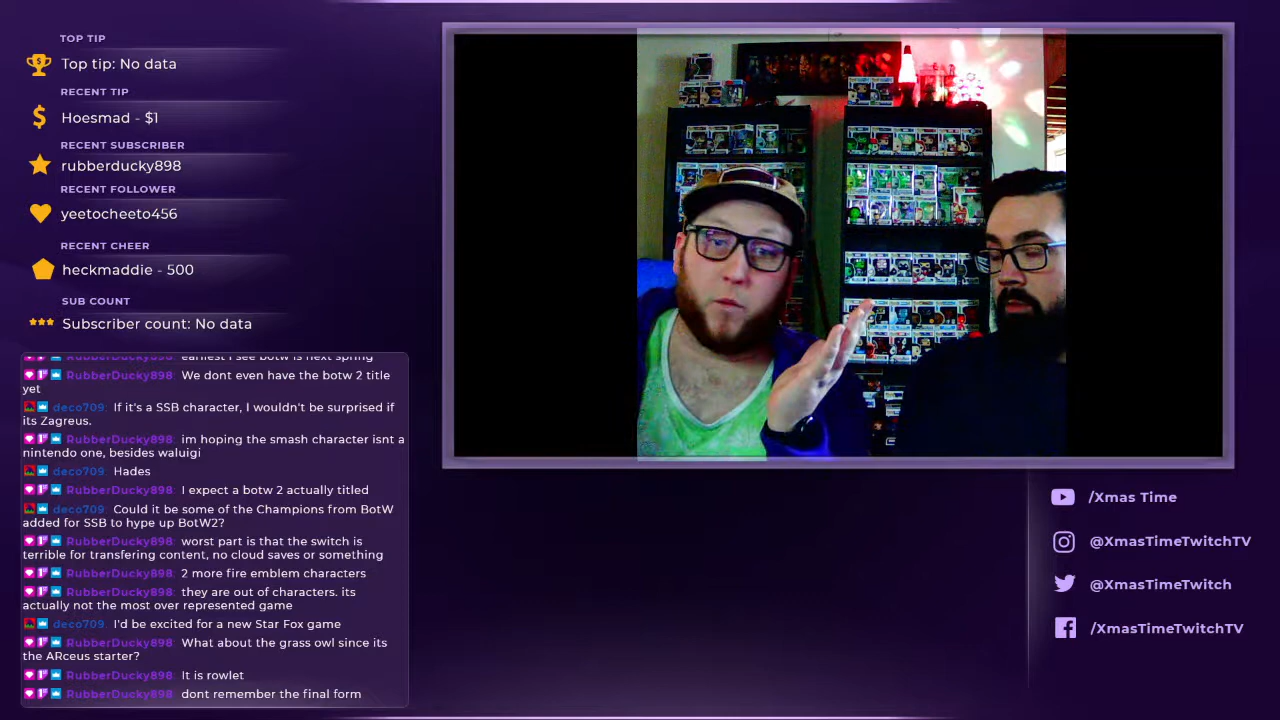 TOP TIP
Top tip: No data
RECENT TIP
Hoesmad - $1
RECENT SUBSCRIBER
rubberducky898
RECENT FOLLOWER
yeetocheeto456
RECENT CHEER
heckmaddie - 500
SUB COUNT
Subscriber count: No data
RubberDucky898: earliest I see botw is next spring
RubberDucky898: We dont even have the botw 2 title
yet
deco709: If it's a SSB character, I wouldn't be surprised if
its Zagreus.
RubberDucky898: im hoping the smash character isnt a
nintendo one, besides waluigi
deco709: Hades
RubberDucky898: I expect a botw 2 actually titled
deco709: Could it be some of the Champions from BotW
added for SSB to hype up BotW2?
RubberDucky898: worst part is that the switch is
terrible for transfering content, no cloud saves or something
RubberDucky898: 2 more fire emblem characters
RubberDucky898: they are out of characters. its
actually not the most over represented game
deco709: I'd be excited for a new Star Fox game
RubberDucky898: What about the grass owl since its
the ARceus starter?
RubberDucky898: It is rowlet
RubberDucky898: dont remember the final form
/Xmas Time
@XmasTimeTwitchTV
@XmasTimeTwitch
/XmasTimeTwitchTV